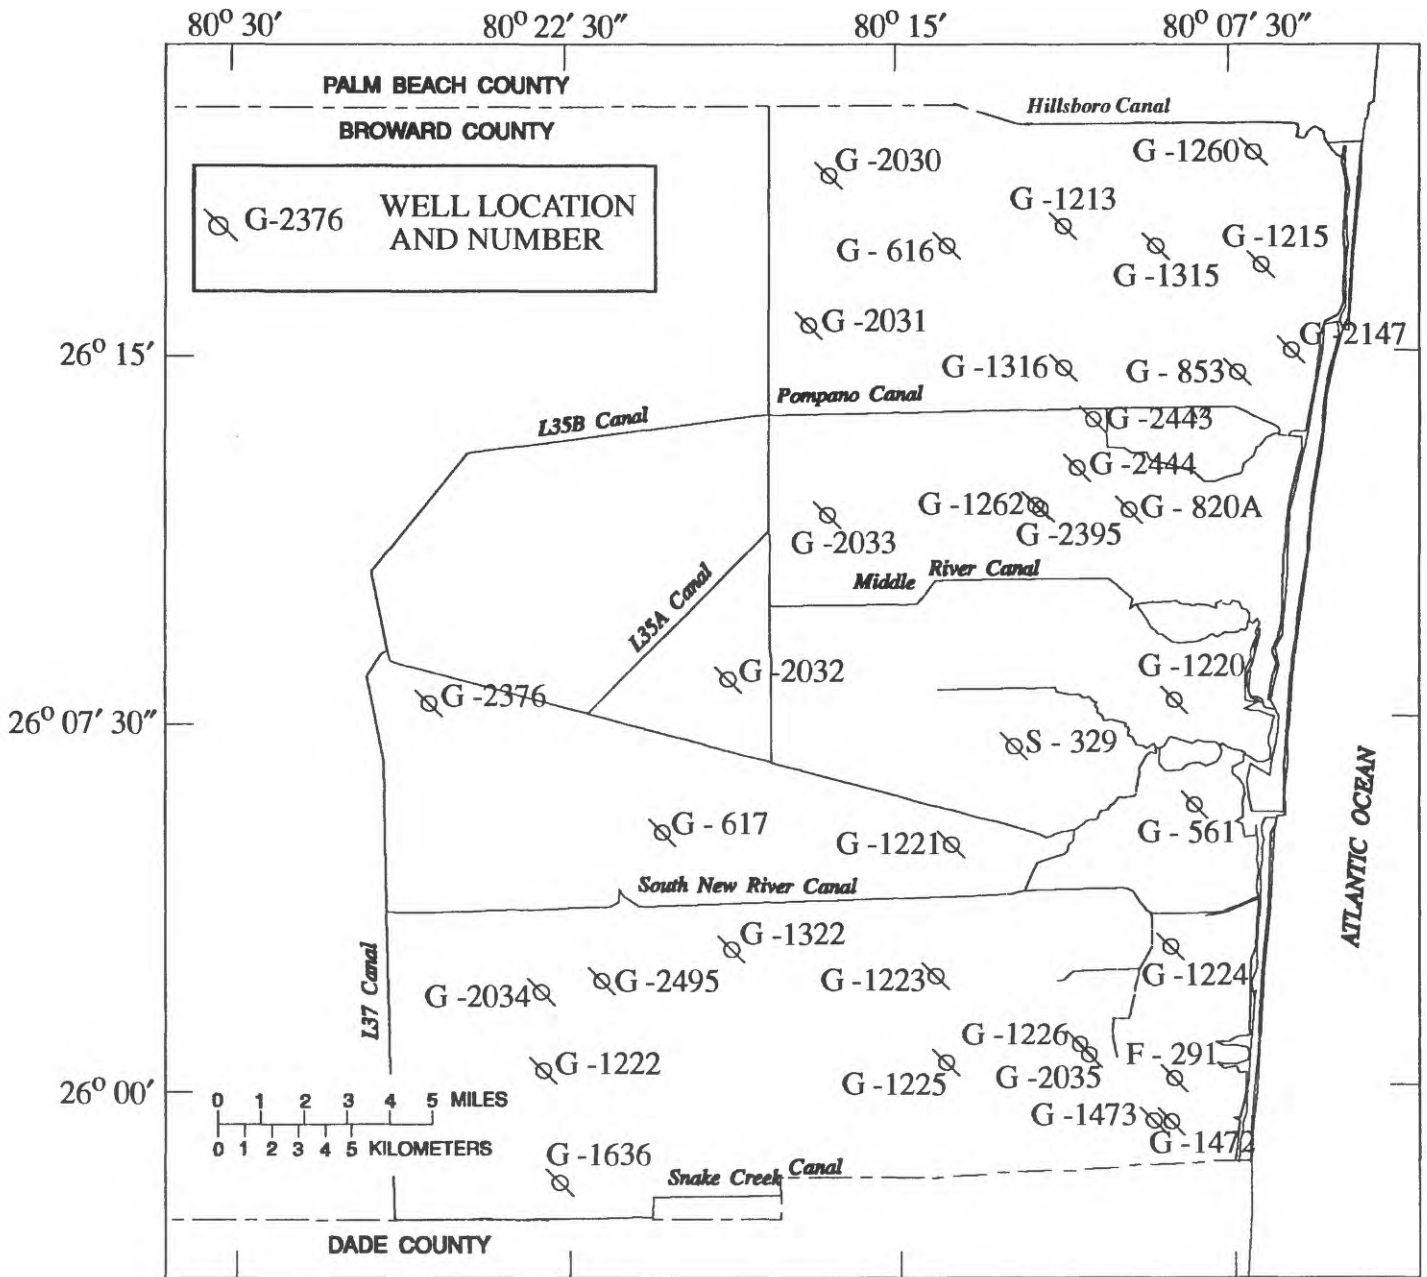 80° 30′ 80° 22′ 30″ 80° 15′ 80° 07′ 30″
PALM BEACH COUNTY
Hillsboro Canal
BROWARD COUNTY
G-2376 WELL LOCATION
AND NUMBER
G -2030
G -1260
G -1213
G - 616
G -1315
G -1215
G -2031
G -2147
26° 15′
G -1316
G - 853
Pompano Canal
L35B Canal
G -2443
G -2444
G -1262
G -2395
G - 820A
G -2033
Middle River Canal
L35A Canal
G -2032
G -1220
G -2376
26° 07′ 30″
S - 329
ATLANTIC OCEAN
G - 617
G -1221
G - 561
South New River Canal
G -1322
G -1224
L37 Canal
G -2034
G -2495
G -1223
G -1226
F - 291
G -1222
G -1225
G -2035
26° 00′
0 1 2 3 4 5 MILES
0 1 2 3 4 5 KILOMETERS
G -1473
G -1472
G -1636
Snake Creek Canal
DADE COUNTY